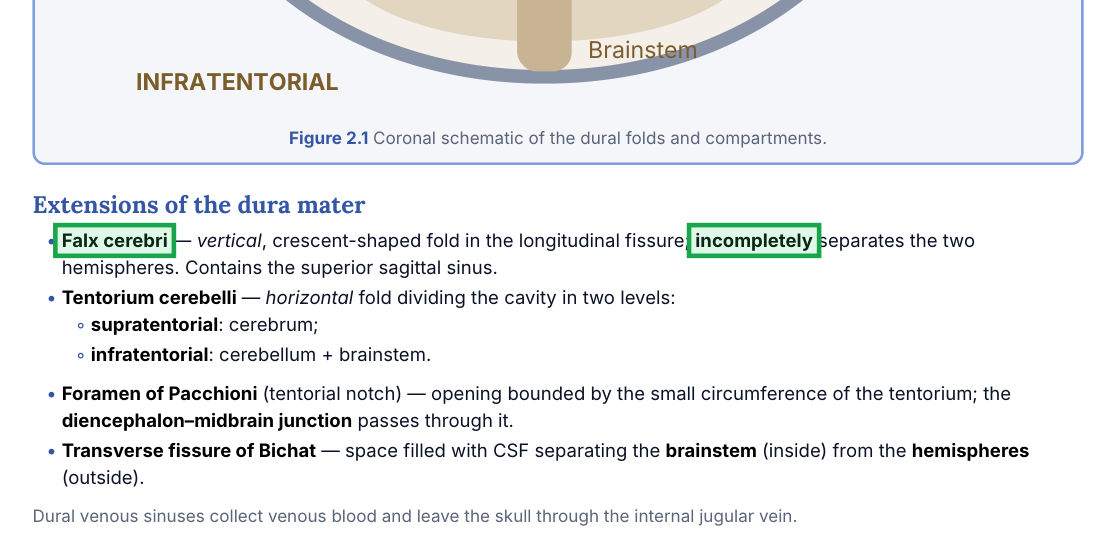 Brainstem
INFRATENTORIAL
Figure 2.1 Coronal schematic of the dural folds and compartments.
Extensions of the dura mater
• Falx cerebri — vertical, crescent-shaped fold in the longitudinal fissure; incompletely separates the two
hemispheres. Contains the superior sagittal sinus.
• Tentorium cerebelli — horizontal fold dividing the cavity in two levels:
◦ supratentorial: cerebrum;
◦ infratentorial: cerebellum + brainstem.
• Foramen of Pacchioni (tentorial notch) — opening bounded by the small circumference of the tentorium; the
diencephalon–midbrain junction passes through it.
• Transverse fissure of Bichat — space filled with CSF separating the brainstem (inside) from the hemispheres
(outside).
Dural venous sinuses collect venous blood and leave the skull through the internal jugular vein.